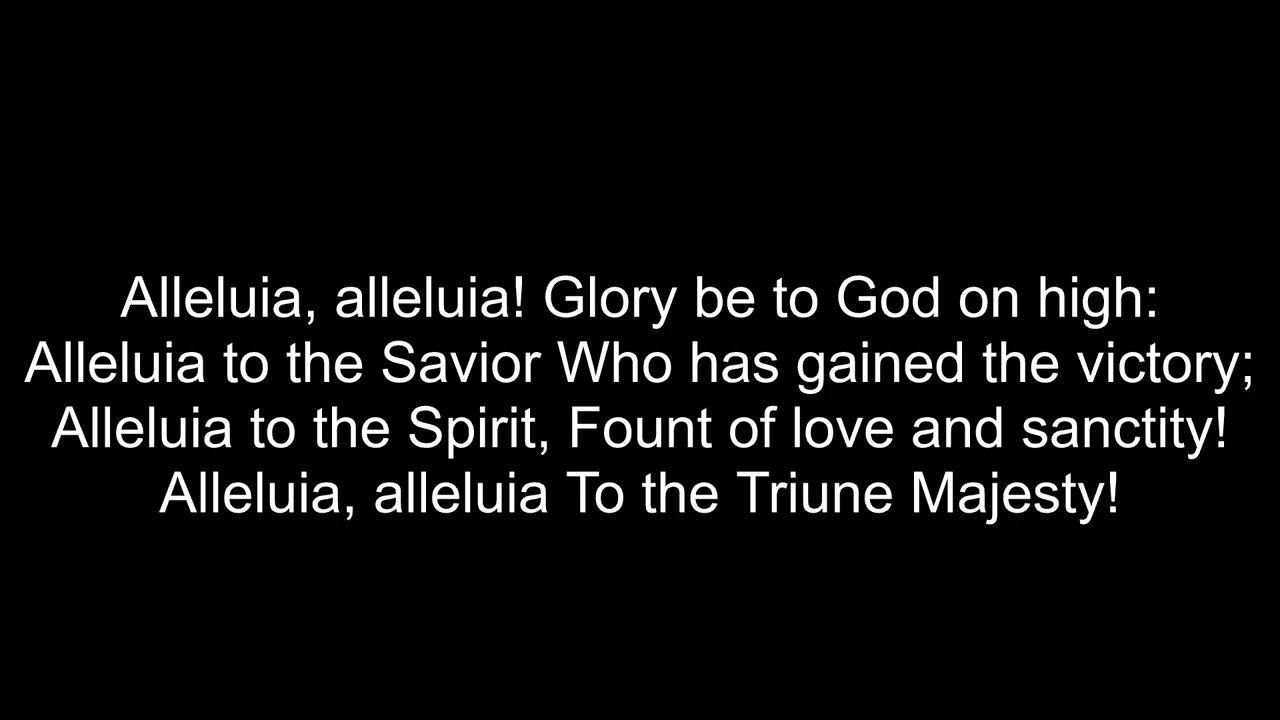 Alleluia, alleluia! Glory be to God on high:
Alleluia to the Savior Who has gained the victory;
Alleluia to the Spirit, Fount of love and sanctity!
Alleluia, alleluia To the Triune Majesty!